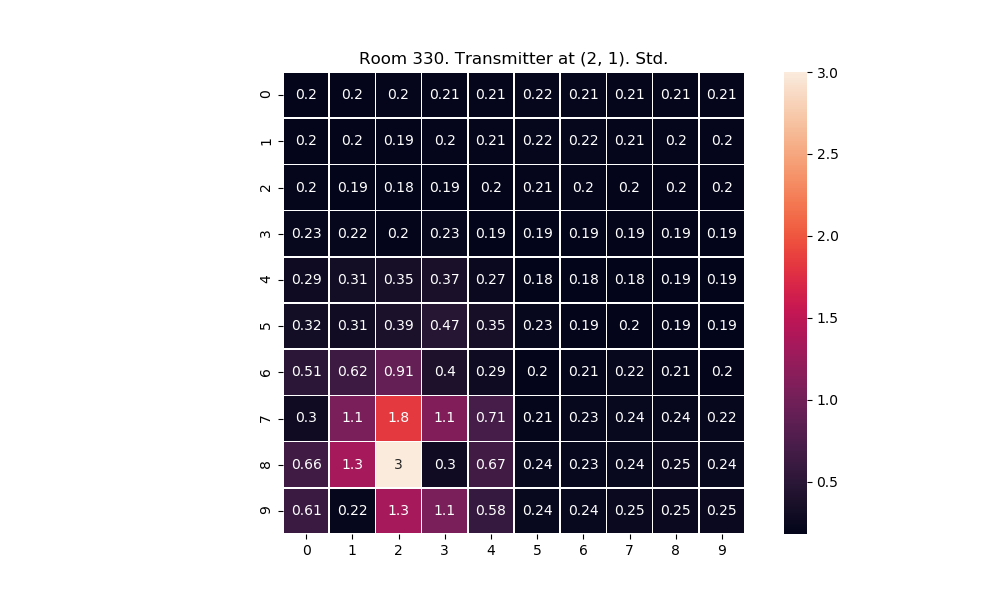 Room 330. Transmitter at (2, 1). Std.
0 0.2 0.2 0.2 0.21 0.21 0.22 0.21 0.21 0.21 0.21
1 0.2 0.2 0.19 0.2 0.21 0.22 0.22 0.21 0.2 0.2
2 0.2 0.19 0.18 0.19 0.2 0.21 0.2 0.2 0.2 0.2
3 0.23 0.22 0.2 0.23 0.19 0.19 0.19 0.19 0.19 0.19
4 0.29 0.31 0.35 0.37 0.27 0.18 0.18 0.18 0.19 0.19
5 0.32 0.31 0.39 0.47 0.35 0.23 0.19 0.2 0.19 0.19
6 0.51 0.62 0.91 0.4 0.29 0.2 0.21 0.22 0.21 0.2
7 0.3 1.1 1.8 1.1 0.71 0.21 0.23 0.24 0.24 0.22
8 0.66 1.3 3 0.3 0.67 0.24 0.23 0.24 0.25 0.24
9 0.61 0.22 1.3 1.1 0.58 0.24 0.24 0.25 0.25 0.25
0 1 2 3 4 5 6 7 8 9
3.0
2.5
2.0
1.5
1.0
0.5